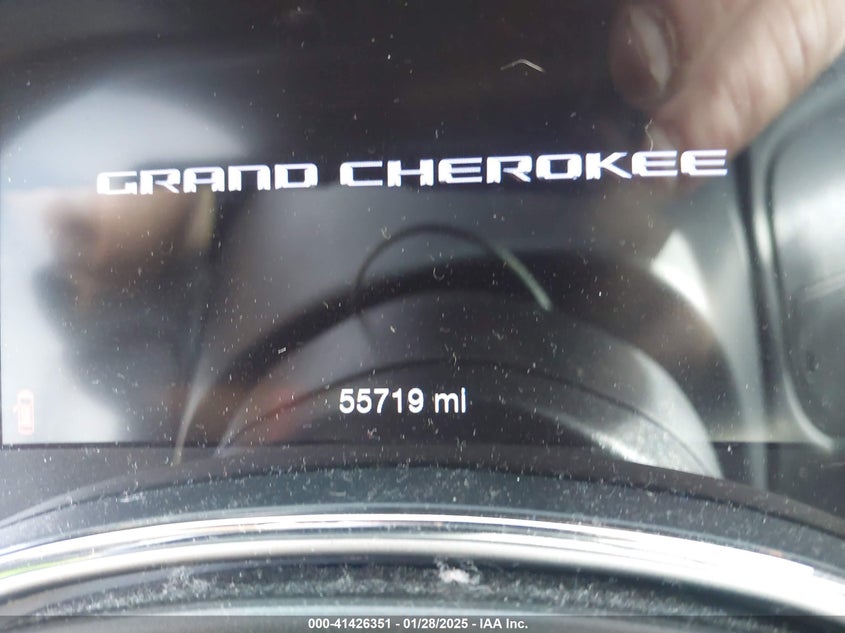 GRAND CHEROKEE
55719 mi
000-41426351 - 01/28/2025 - IAA Inc.